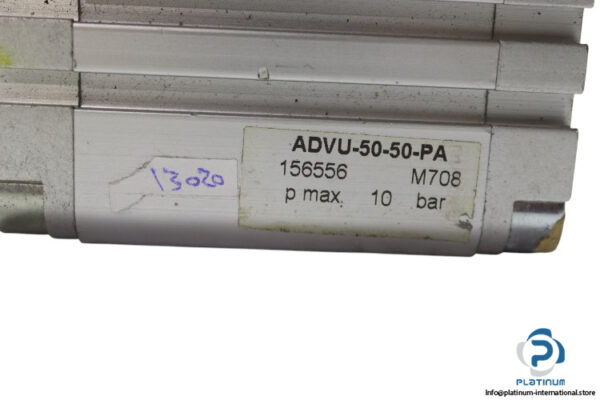 ADVU-50-50-PA
156556 M708
p max. 10 bar
13020
PLATINUM
Info@platinum-international.store